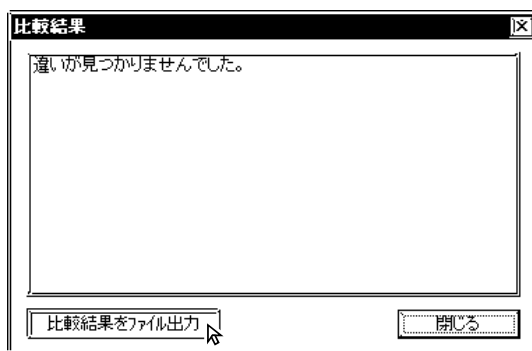 比較結果
違いが見つかりませんでした。
比較結果をﾌｧｲﾙ出力
閉じる